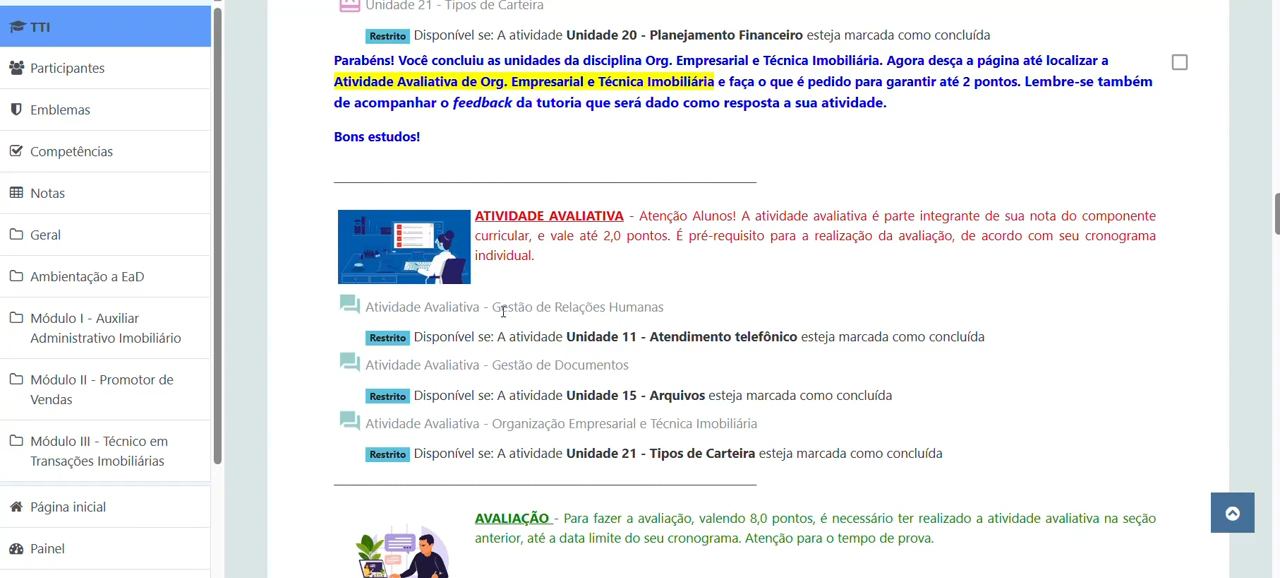 TTI
Participantes
Emblemas
Competências
Notas
Geral
Ambientação a EaD
Módulo I - Auxiliar
Administrativo Imobiliário
Módulo II - Promotor de
Vendas
Módulo III - Técnico em
Transações Imobiliárias
Página inicial
Painel
Unidade 21 - Tipos de Carteira
Restrito Disponível se: A atividade Unidade 20 - Planejamento Financeiro esteja marcada como concluída
Parabéns! Você concluiu as unidades da disciplina Org. Empresarial e Técnica Imobiliária. Agora desça a página até localizar a
Atividade Avaliativa de Org. Empresarial e Técnica Imobiliária e faça o que é pedido para garantir até 2 pontos. Lembre-se também
de acompanhar o feedback da tutoria que será dado como resposta a sua atividade.
Bons estudos!
ATIVIDADE AVALIATIVA - Atenção Alunos! A atividade avaliativa é parte integrante de sua nota do componente
curricular, e vale até 2,0 pontos. É pré-requisito para a realização da avaliação, de acordo com seu cronograma
individual.
Atividade Avaliativa - Gestão de Relações Humanas
Restrito Disponível se: A atividade Unidade 11 - Atendimento telefônico esteja marcada como concluída
Atividade Avaliativa - Gestão de Documentos
Restrito Disponível se: A atividade Unidade 15 - Arquivos esteja marcada como concluída
Atividade Avaliativa - Organização Empresarial e Técnica Imobiliária
Restrito Disponível se: A atividade Unidade 21 - Tipos de Carteira esteja marcada como concluída
AVALIAÇÃO - Para fazer a avaliação, valendo 8,0 pontos, é necessário ter realizado a atividade avaliativa na seção
anterior, até a data limite do seu cronograma. Atenção para o tempo de prova.